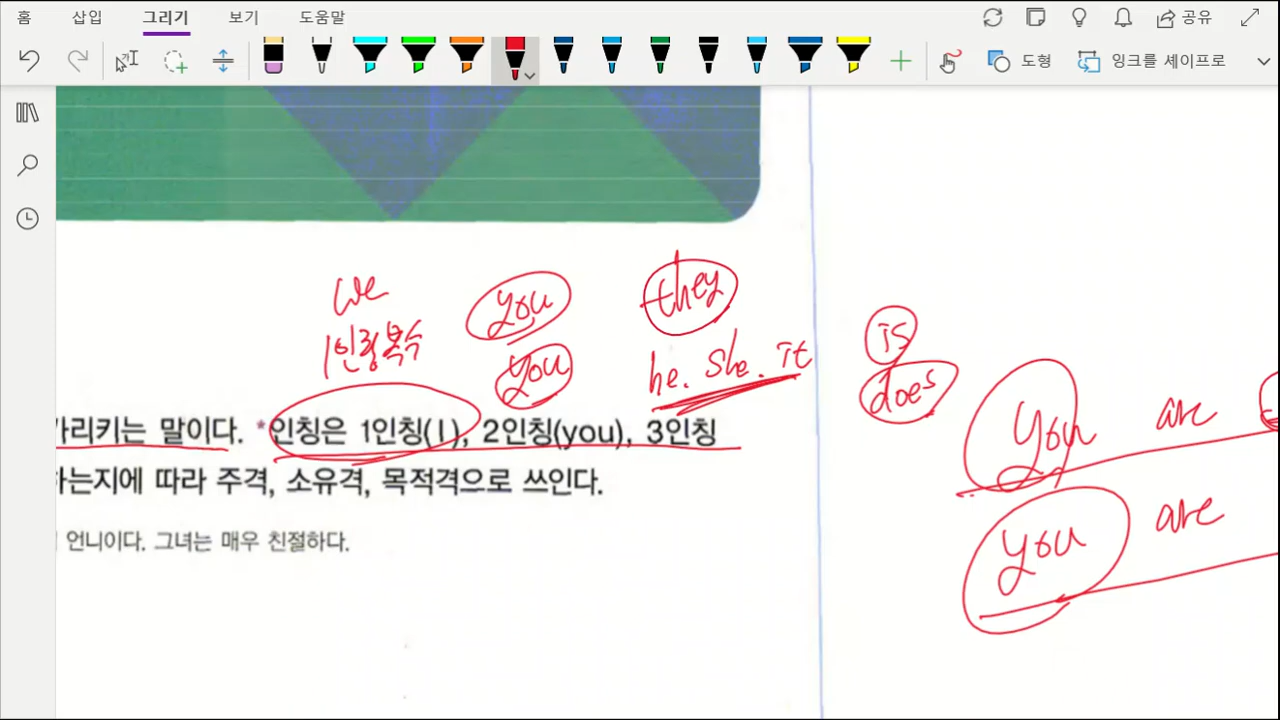 홈 삽입 그리기 보기 도움말 공유
도형 잉크를 셰이프로
we you they
1인칭복수 you he. She. it
is
does
가리키는 말이다. *인칭은 1인칭(I), 2인칭(you), 3인칭
하는지에 따라 주격, 소유격, 목적격으로 쓰인다.
언니이다. 그녀는 매우 친절하다.
you are
you are